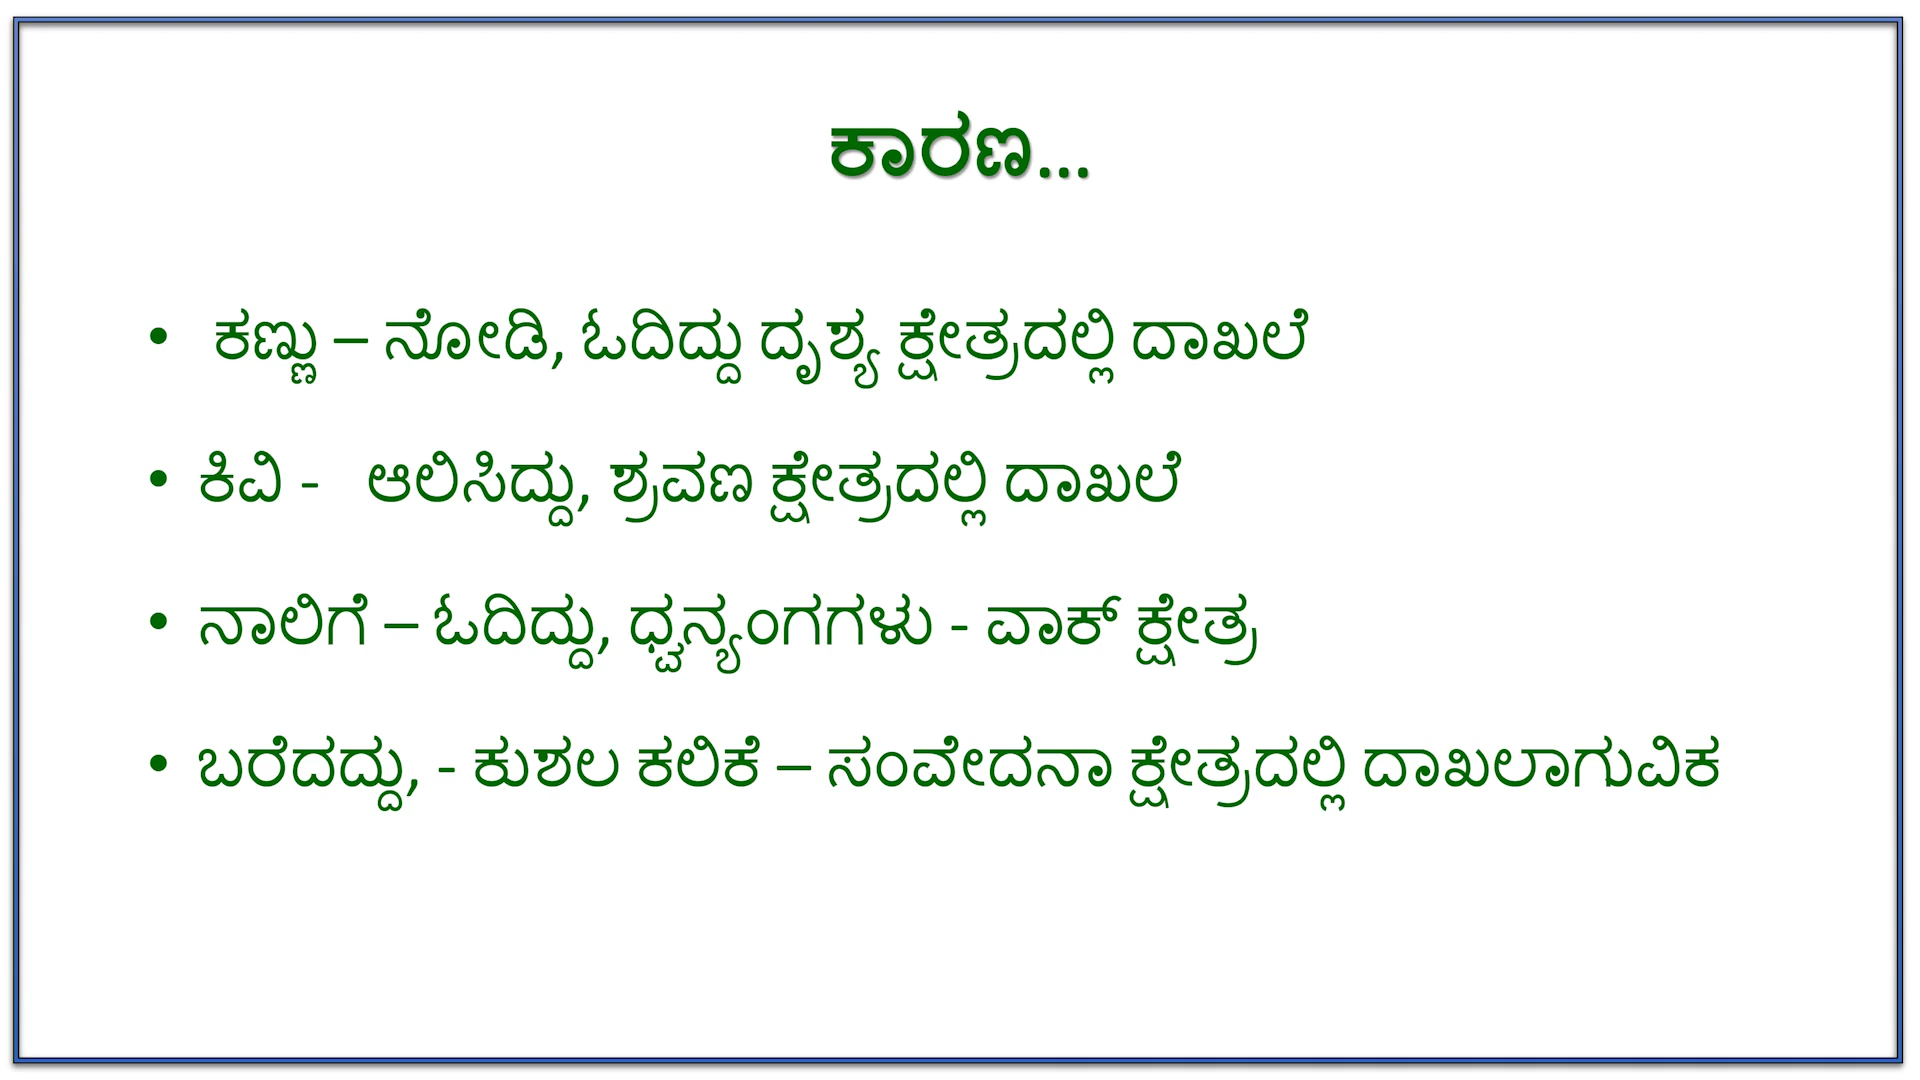 ಕಾರಣ...
• ಕಣ್ಣು – ನೋಡಿ, ಓದಿದ್ದು ದೃಶ್ಯ ಕ್ಷೇತ್ರದಲ್ಲಿ ದಾಖಲೆ
• ಕಿವಿ - ಆಲಿಸಿದ್ದು, ಶ್ರವಣ ಕ್ಷೇತ್ರದಲ್ಲಿ ದಾಖಲೆ
• ನಾಲಿಗೆ – ಓದಿದ್ದು, ಧ್ವನ್ಯಂಗಗಳು - ವಾಕ್ ಕ್ಷೇತ್ರ
• ಬರೆದದ್ದು, - ಕುಶಲ ಕಲಿಕೆ – ಸಂವೇದನಾ ಕ್ಷೇತ್ರದಲ್ಲಿ ದಾಖಲಾಗುವಿಕ